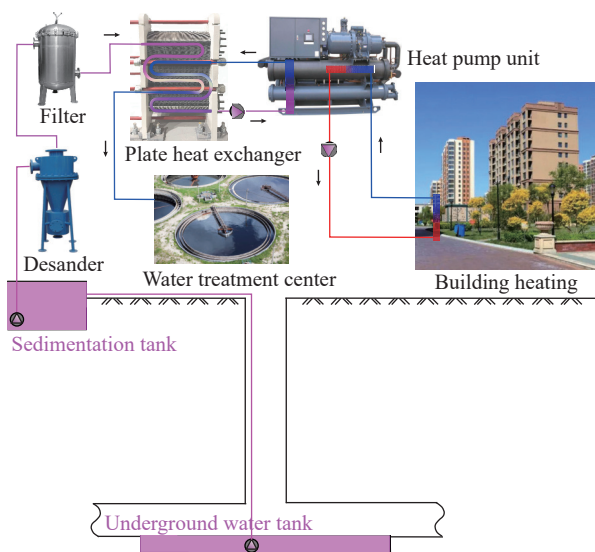 Heat pump unit
Filter
Plate heat exchanger
Desander
Water treatment center
Building heating
Sedimentation tank
Underground water tank